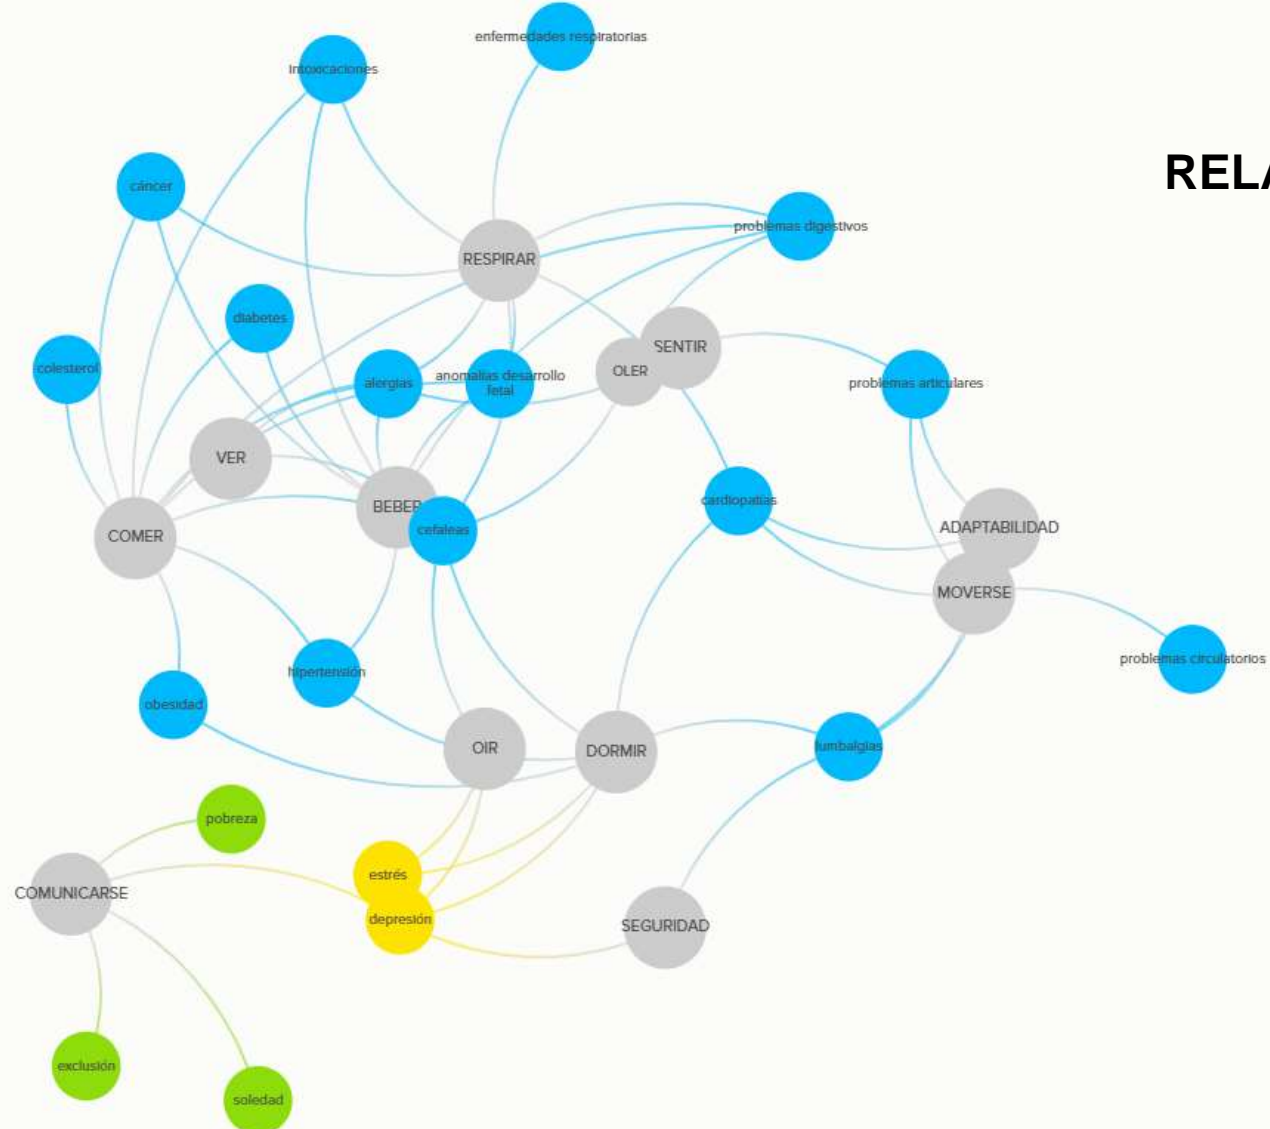 enfermedades respiratorias
intoxicaciones
RELA
cáncer
problemas digestivos
RESPIRAR
diabetes
SENTIR
colesterol
OLER
alergias
anomalías desarrollo
fetal
problemas articulares
VER
cardiopatías
BEBER
cefaleas
ADAPTABILIDAD
COMER
MOVERSE
problemas circulatorios
hipertensión
obesidad
OIR
DORMIR
lumbalgias
pobreza
estrés
COMUNICARSE
depresión
SEGURIDAD
exclusión
soledad